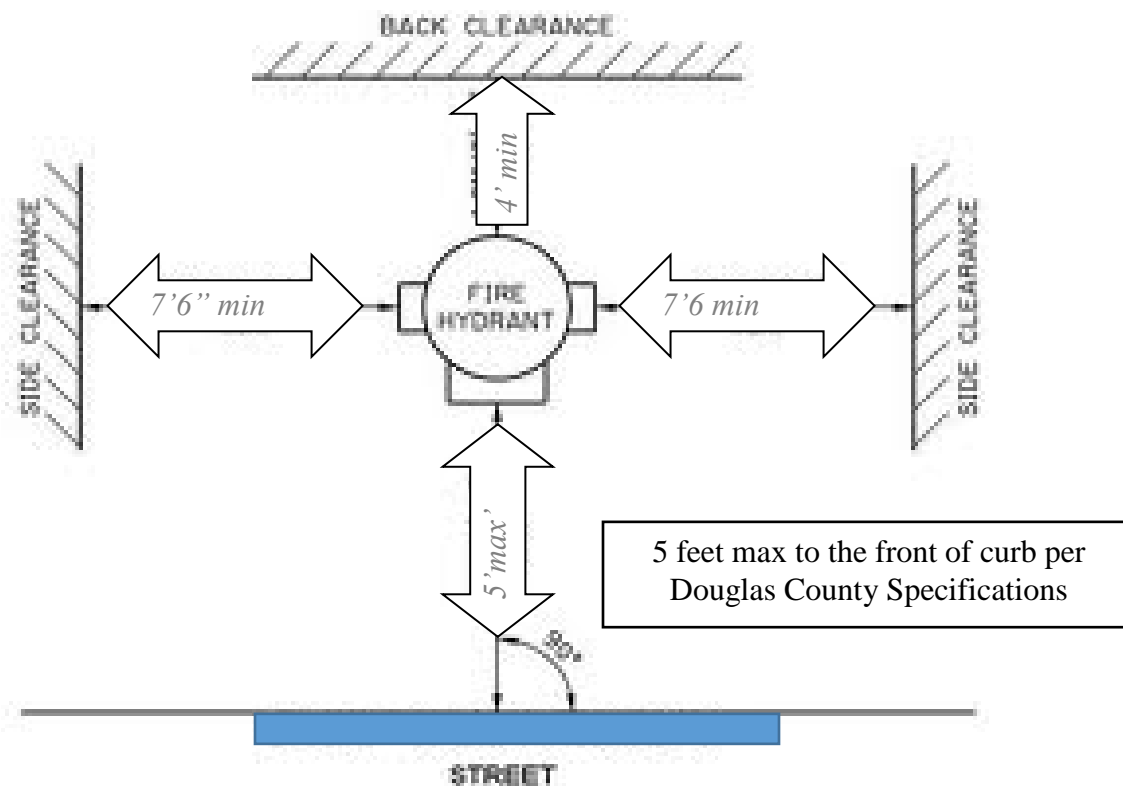 BACK CLEARANCE
4' min
SIDE CLEARANCE
7'6” min
FIRE
HYDRANT
7'6 min
SIDE CLEARANCE
5'max'
5 feet max to the front of curb per
Douglas County Specifications
90°
STREET